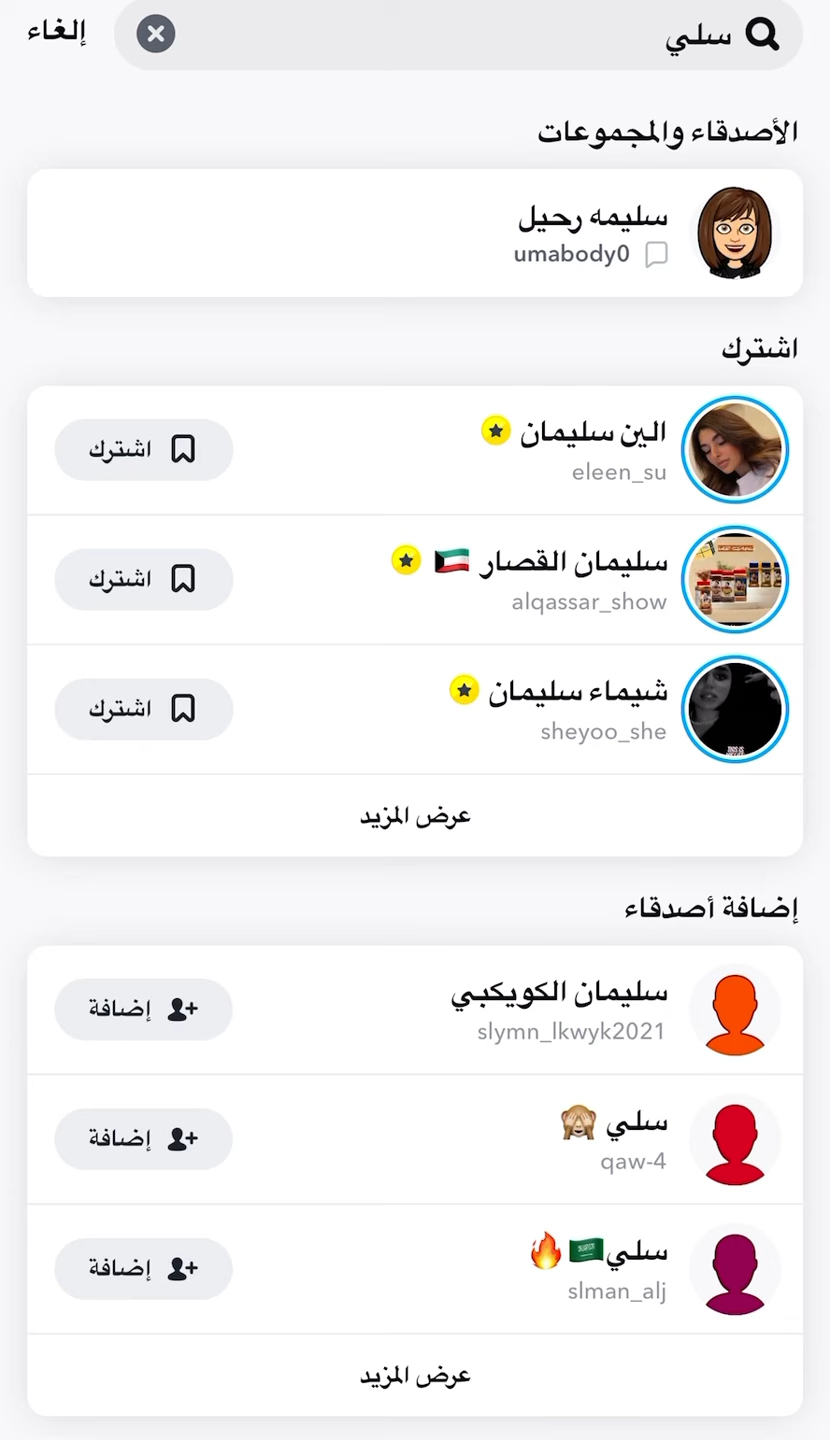 سلي إلغاء
الأصدقاء والمجموعات
سليمه رحيل
umabody0
اشترك
الين سليمان
eleen_su
اشترك
سليمان القصار 🇰🇼
alqassar_show
اشترك
شيماء سليمان
sheyoo_she
اشترك
عرض المزيد
إضافة أصدقاء
سليمان الكويكبي
slymn_lkwyk2021
إضافة
سلي 🙈
qaw-4
إضافة
سلي🇸🇦🔥
slman_alj
إضافة
عرض المزيد